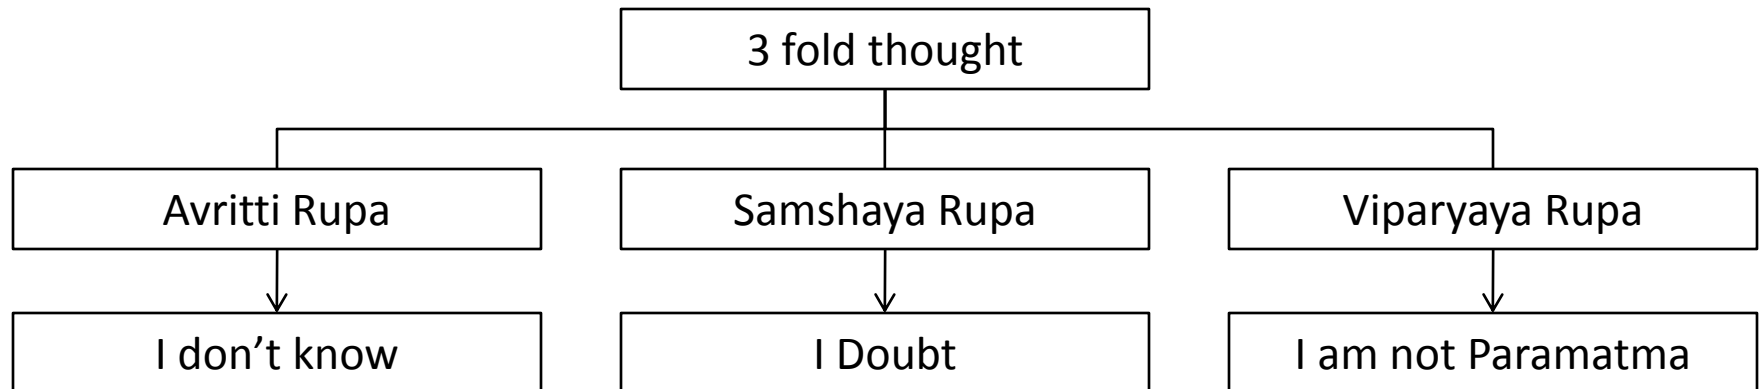 3 fold thought
Avritti Rupa
Samshaya Rupa
Viparyaya Rupa
I don’t know
I Doubt
I am not Paramatma